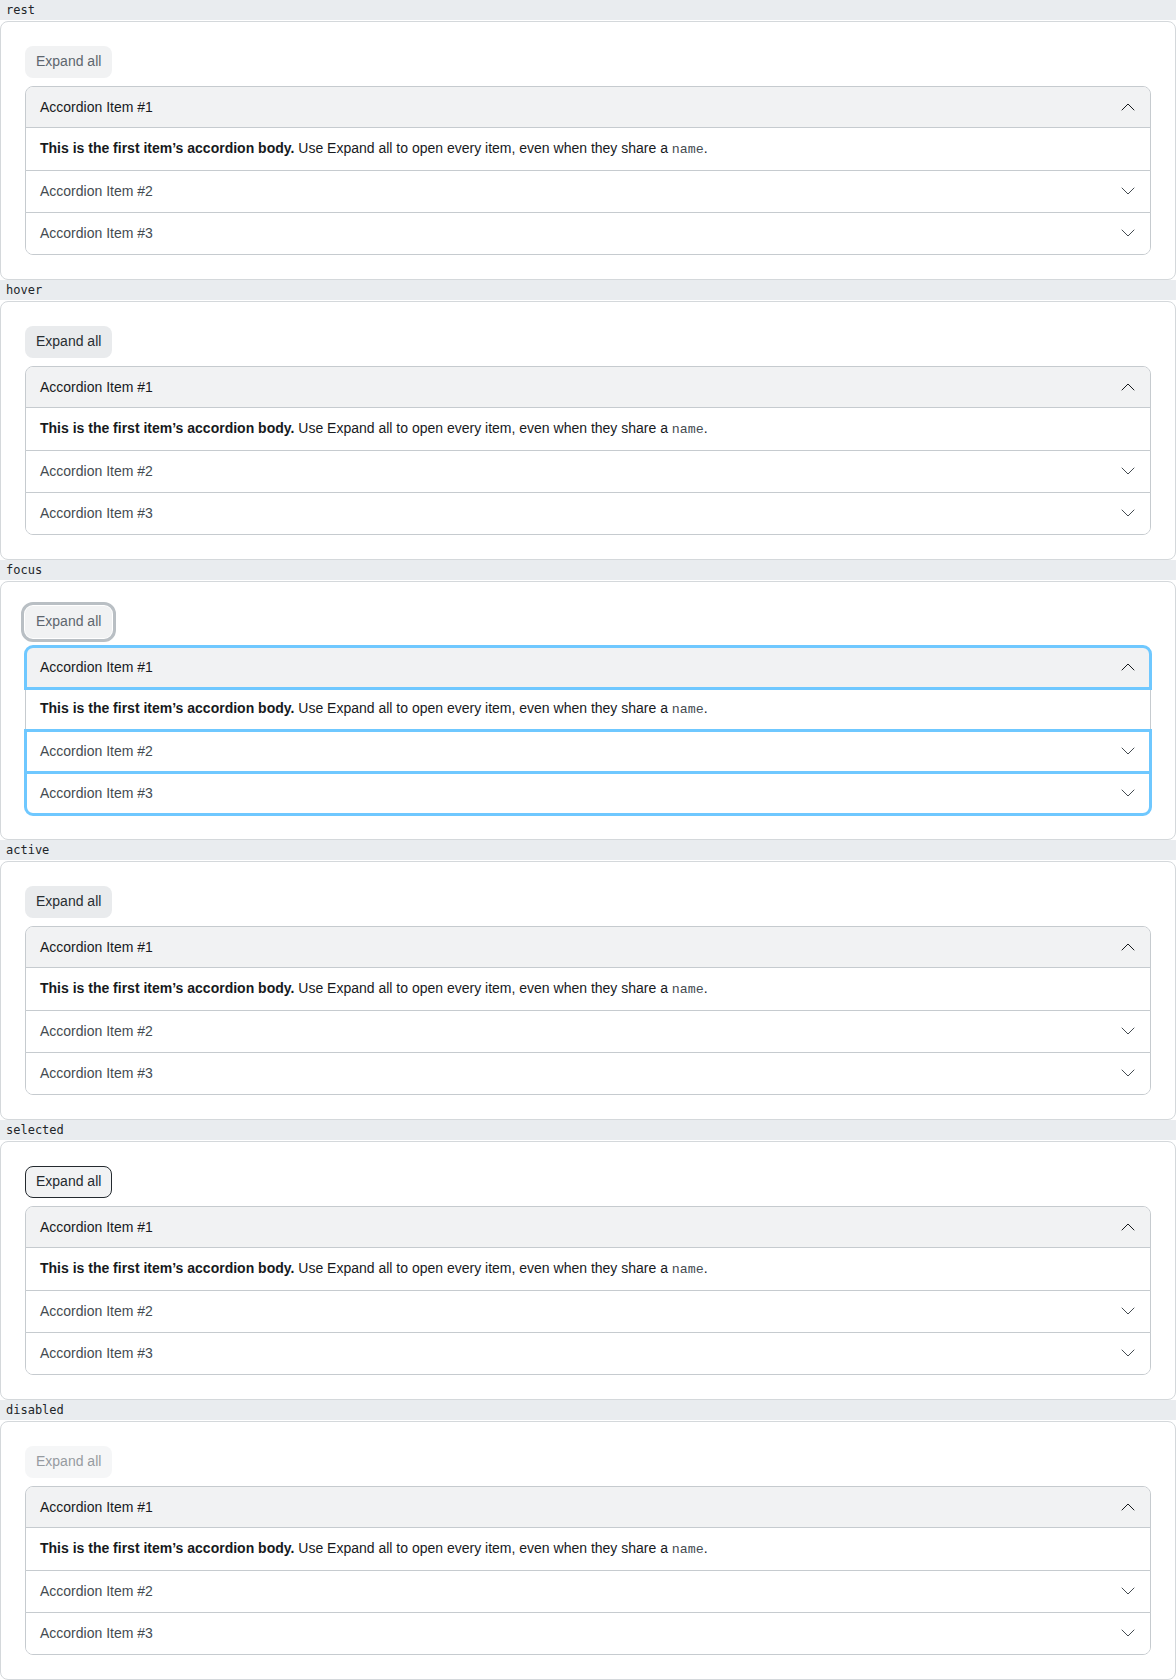 rest
Expand all
Accordion Item #1
This is the first item’s accordion body. Use Expand all to open every item, even when they share a name.
Accordion Item #2
Accordion Item #3
hover
Expand all
Accordion Item #1
This is the first item’s accordion body. Use Expand all to open every item, even when they share a name.
Accordion Item #2
Accordion Item #3
focus
Expand all
Accordion Item #1
This is the first item’s accordion body. Use Expand all to open every item, even when they share a name.
Accordion Item #2
Accordion Item #3
active
Expand all
Accordion Item #1
This is the first item’s accordion body. Use Expand all to open every item, even when they share a name.
Accordion Item #2
Accordion Item #3
selected
Expand all
Accordion Item #1
This is the first item’s accordion body. Use Expand all to open every item, even when they share a name.
Accordion Item #2
Accordion Item #3
disabled
Expand all
Accordion Item #1
This is the first item’s accordion body. Use Expand all to open every item, even when they share a name.
Accordion Item #2
Accordion Item #3